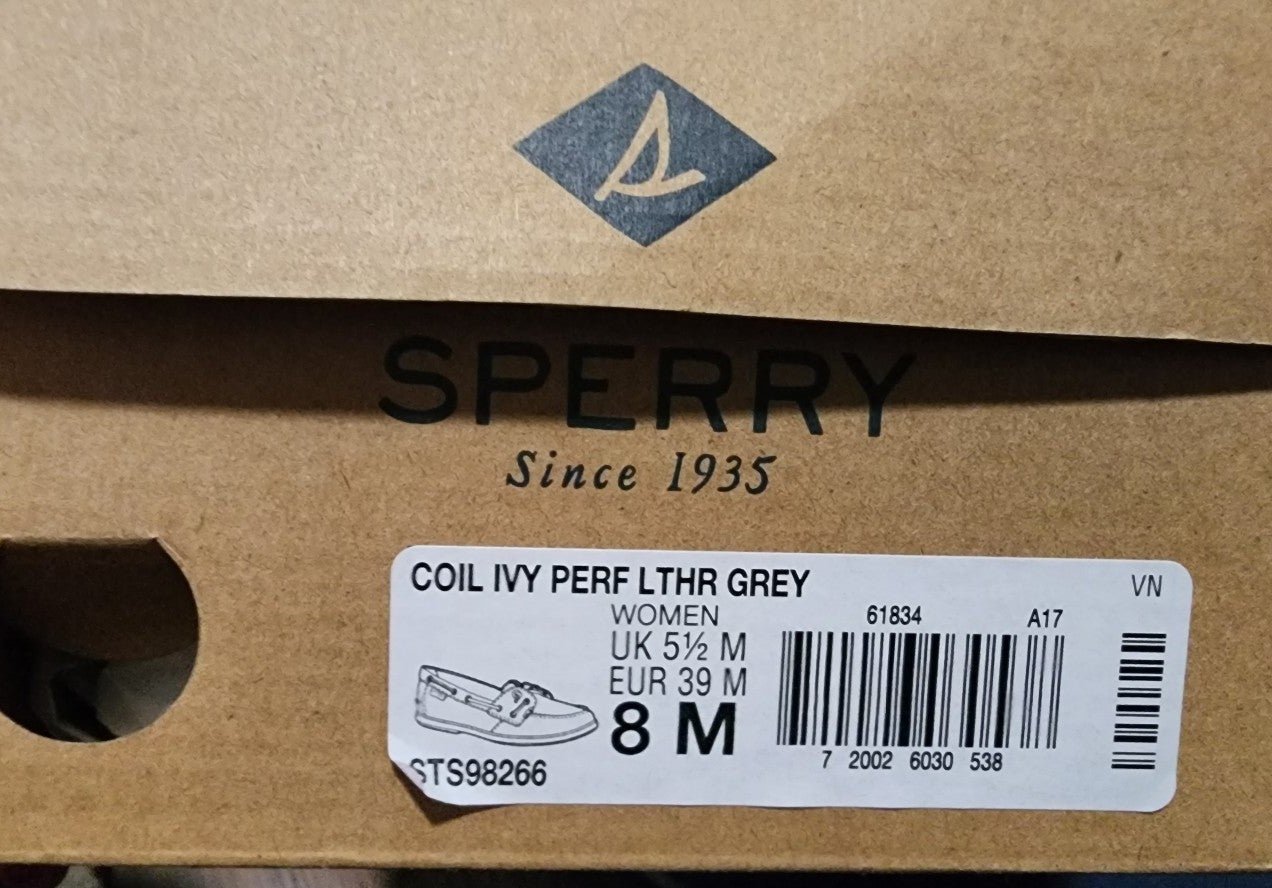 SPERRY
Since 1935
COIL IVY PERF LTHR GREY
VN
WOMEN
61834
A17
UK 5½ M
EUR 39 M
8 M
7 2002 6030 538
STS98266